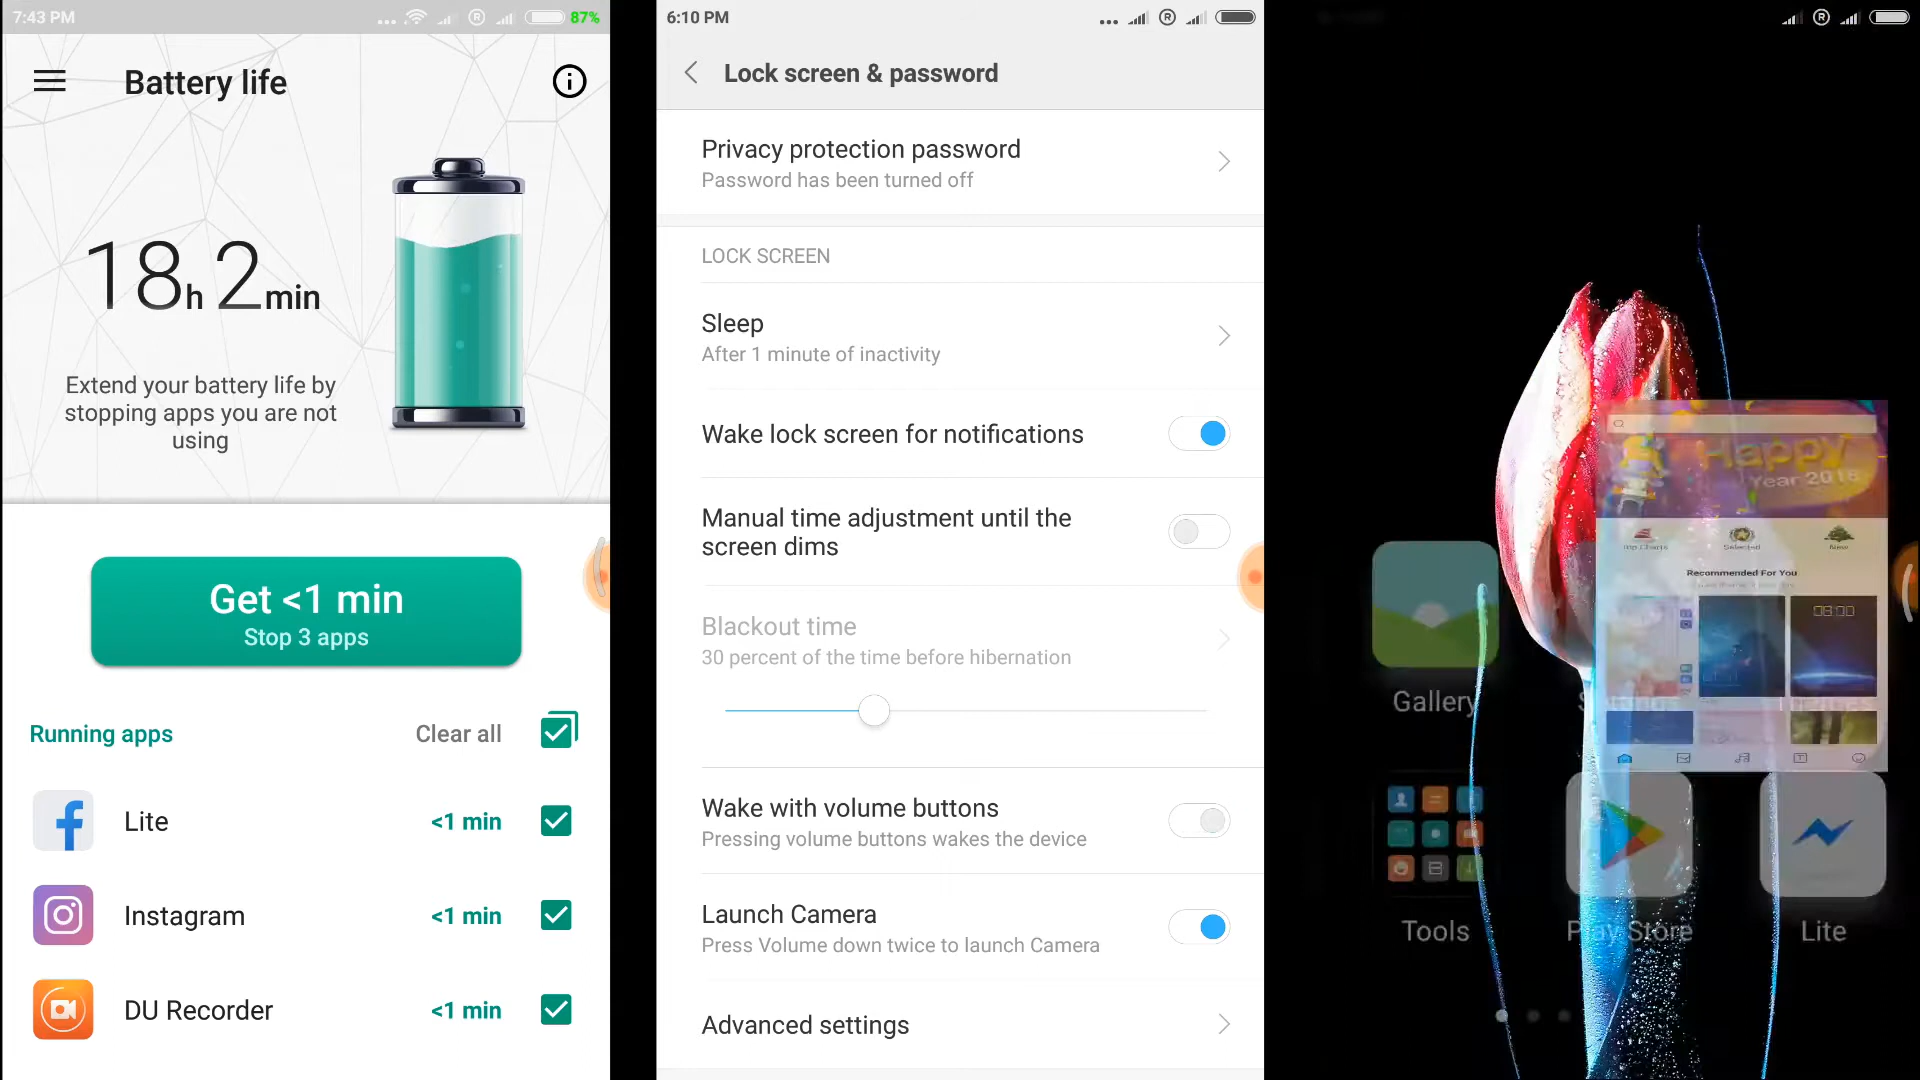 7:43 PM
87%
Battery life
18h 2min
Extend your battery life by
stopping apps you are not
using
Get <1 min
Stop 3 apps
Running apps
Clear all
Lite
<1 min
Instagram
<1 min
DU Recorder
<1 min
6:10 PM
Lock screen & password
Privacy protection password
Password has been turned off
LOCK SCREEN
Sleep
After 1 minute of inactivity
Wake lock screen for notifications
Manual time adjustment until the
screen dims
Blackout time
30 percent of the time before hibernation
Wake with volume buttons
Pressing volume buttons wakes the device
Launch Camera
Press Volume down twice to launch Camera
Advanced settings
Happy
Year 2018
Top Charts
Selected
New
Recommended For You
08:00
Gallery
Tools
Play Store
Lite